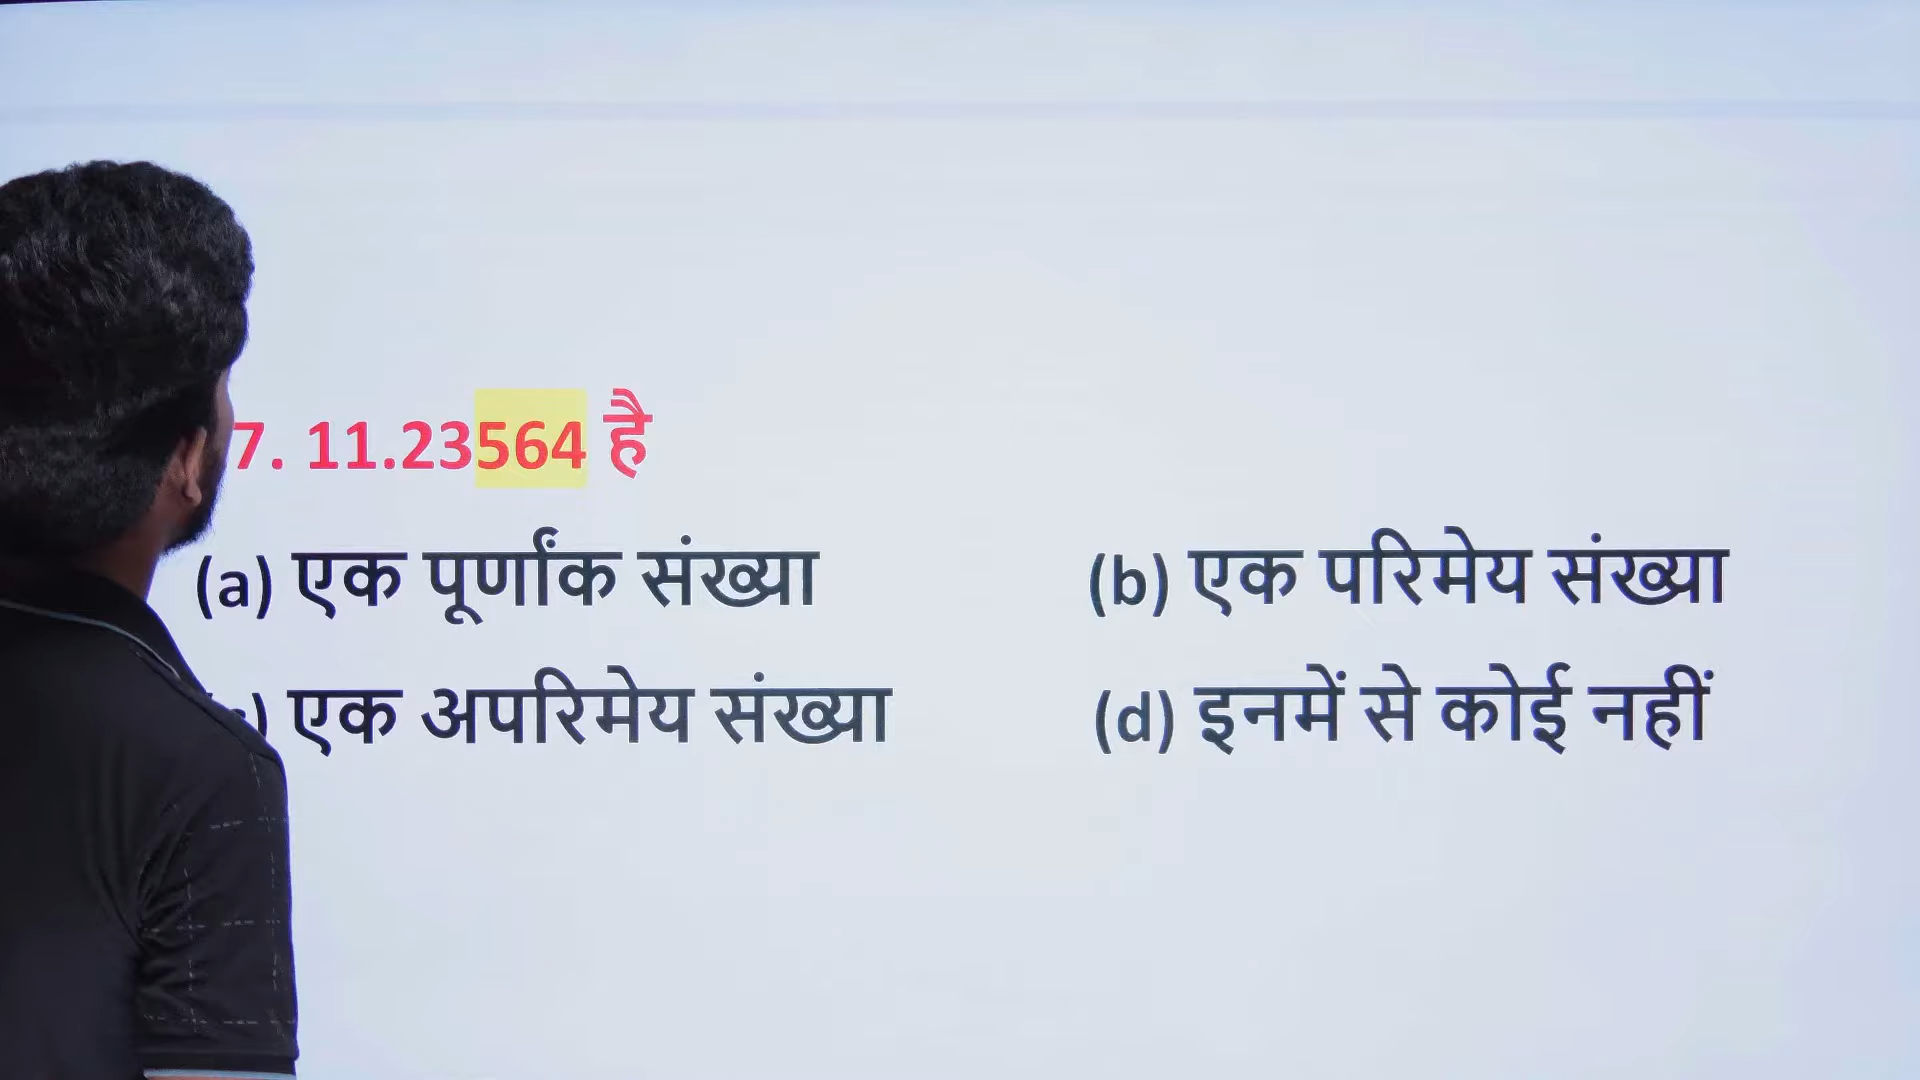 7. 11.23564 है
(a) एक पूर्णांक संख्या
(b) एक परिमेय संख्या
) एक अपरिमेय संख्या
(d) इनमें से कोई नहीं